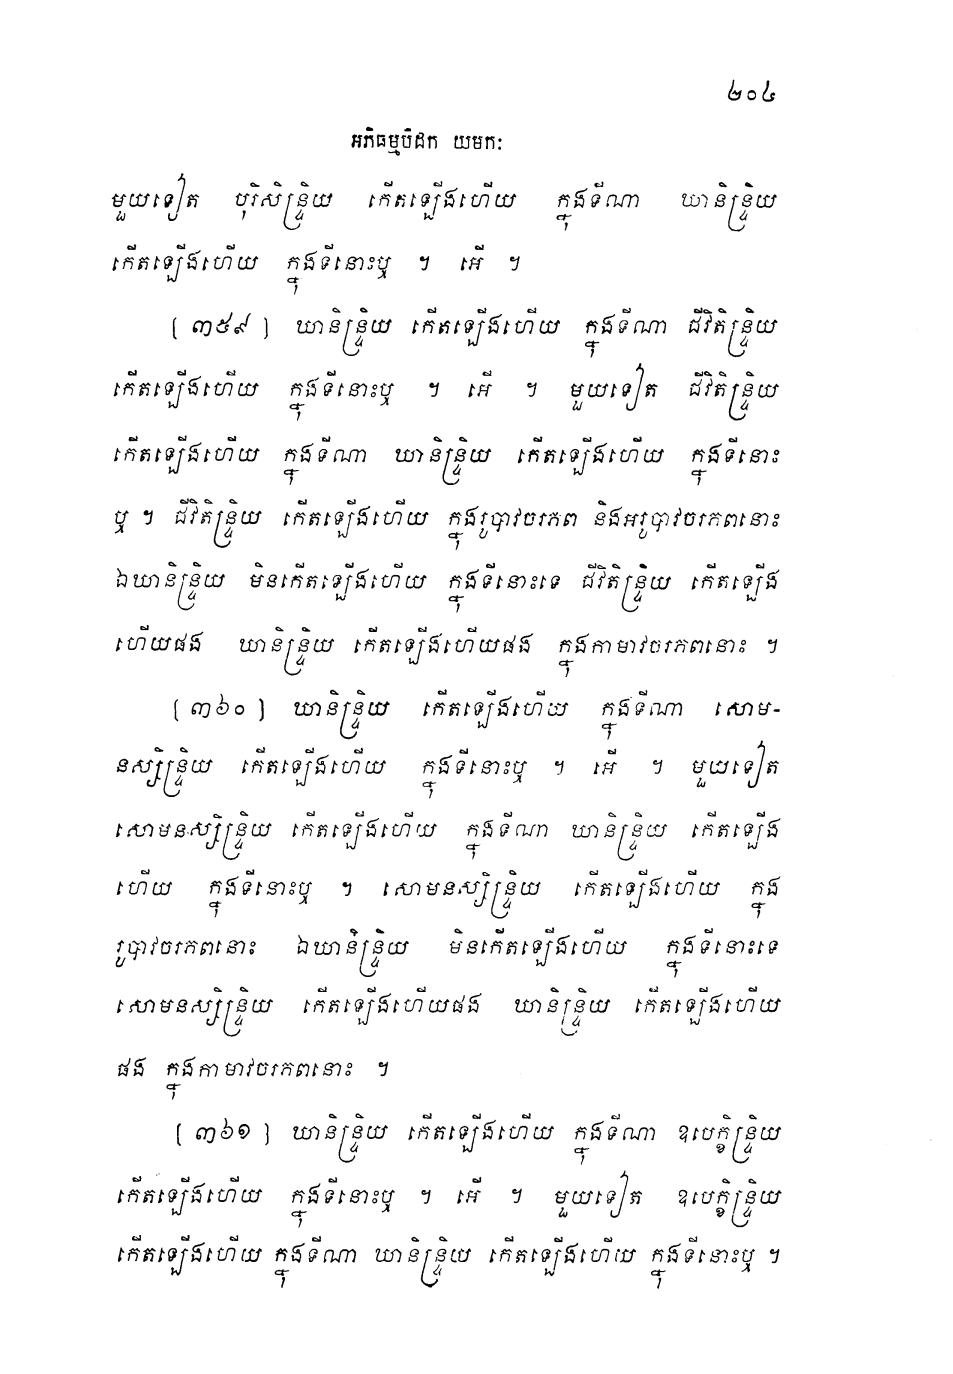 ២០៤
អភិធម្មបិដក យមក:
មួយទៀត បុរិសិន្ទ្រិយ កើតឡើងហើយ ក្នុងទីណា ឃានិន្ទ្រិយ
កើតឡើងហើយ ក្នុងទីនោះឬ ។ អើ ។
[ ៣៥៩ ] ឃានិន្ទ្រិយ កើតឡើងហើយ ក្នុងទីណា ជីវិតិន្ទ្រិយ
កើតឡើងហើយ ក្នុងទីនោះឬ ។ អើ ។ មួយទៀត ជីវិតិន្ទ្រិយ
កើតឡើងហើយ ក្នុងទីណា ឃានិន្ទ្រិយ កើតឡើងហើយ ក្នុងទីនោះ
ឬ ។ ជីវិតិន្ទ្រិយ កើតឡើងហើយ ក្នុងរូបាវចរភព និងអរូបាវចរភពនោះ
ឯឃានិន្ទ្រិយ មិនកើតឡើងហើយ ក្នុងទីនោះទេ ជីវិតិន្ទ្រិយ កើតឡើង
ហើយផង ឃានិន្ទ្រិយ កើតឡើងហើយផង ក្នុងកាមាវចរភពនោះ ។
[ ៣៦០ ] ឃានិន្ទ្រិយ កើតឡើងហើយ ក្នុងទីណា សោម-
នស្សិន្ទ្រិយ កើតឡើងហើយ ក្នុងទីនោះឬ ។ អើ ។ មួយទៀត
សោមនស្សិន្ទ្រិយ កើតឡើងហើយ ក្នុងទីណា ឃានិន្ទ្រិយ កើតឡើង
ហើយ ក្នុងទីនោះឬ ។ សោមនស្សិន្ទ្រិយ កើតឡើងហើយ ក្នុង
រូបាវចរភពនោះ ឯឃានិន្ទ្រិយ មិនកើតឡើងហើយ ក្នុងទីនោះទេ
សោមនស្សិន្ទ្រិយ កើតឡើងហើយផង ឃានិន្ទ្រិយ កើតឡើងហើយ
ផង ក្នុងកាមាវចរភពនោះ ។
[ ៣៦១ ] ឃានិន្ទ្រិយ កើតឡើងហើយ ក្នុងទីណា ឧបេក្ខិន្ទ្រិយ
កើតឡើងហើយ ក្នុងទីនោះឬ ។ អើ ។ មួយទៀត ឧបេក្ខិន្ទ្រិយ
កើតឡើងហើយ ក្នុងទីណា ឃានិន្ទ្រិយ កើតឡើងហើយ ក្នុងទីនោះឬ ។